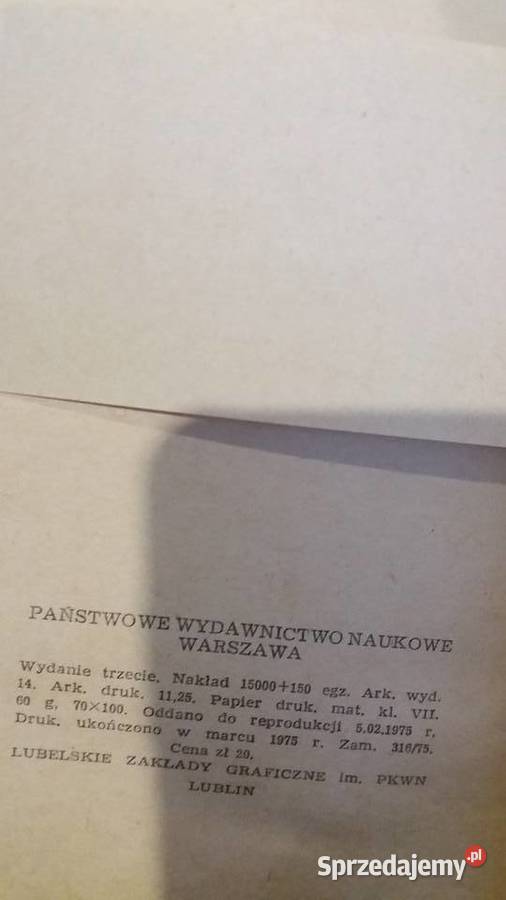 PAŃSTWOWE WYDAWNICTWO NAUKOWE
WARSZAWA
Wydanie trzecie. Nakład 15000+150 egz. Ark. wyd.
14. Ark. druk. 11,25. Papier druk. mat. kl. VII.
60 g, 70×100. Oddano do reprodukcji 5.02.1975 r.
Druk. ukończono w marcu 1975 r. Zam. 316/75.
Cena zł 20.
LUBELSKIE ZAKŁADY GRAFICZNE im. PKWN
LUBLIN
Sprzedajemy.pl